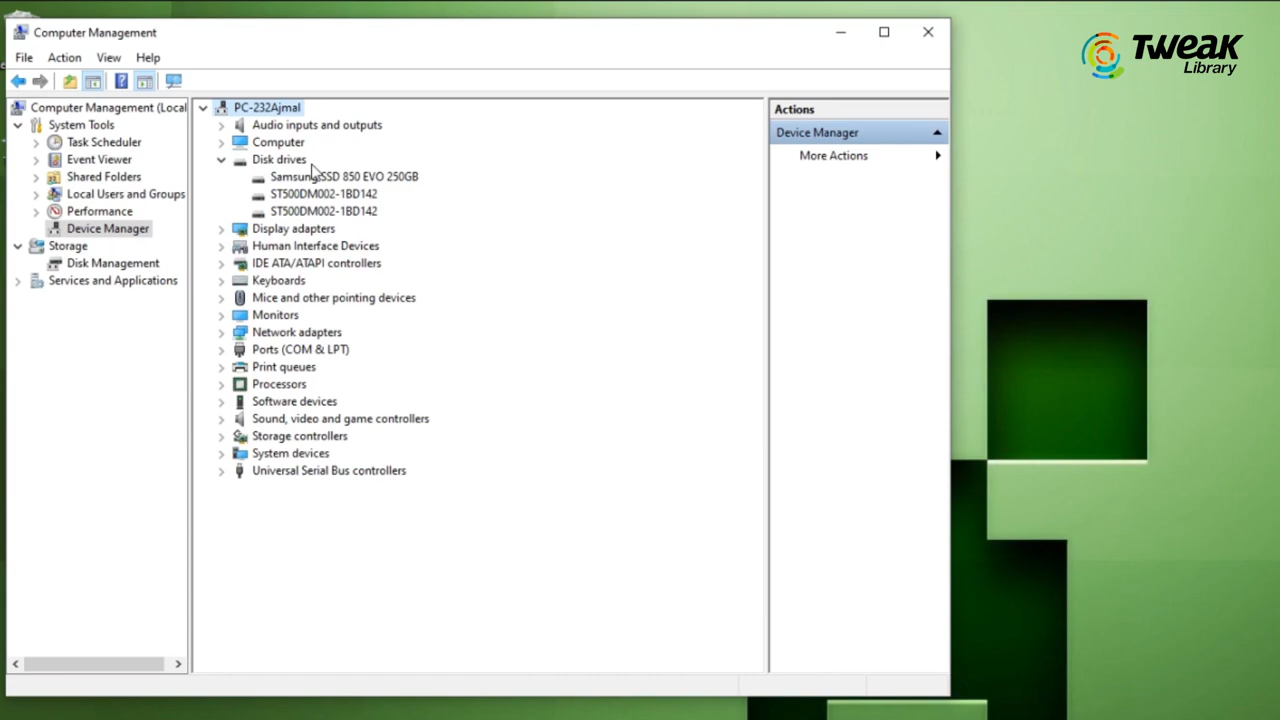 Computer Management
File Action View Help
Computer Management (Local
System Tools
Task Scheduler
Event Viewer
Shared Folders
Local Users and Groups
Performance
Device Manager
Storage
Disk Management
Services and Applications
PC-232Ajmal
Audio inputs and outputs
Computer
Disk drives
Samsung SSD 850 EVO 250GB
ST500DM002-1BD142
ST500DM002-1BD142
Display adapters
Human Interface Devices
IDE ATA/ATAPI controllers
Keyboards
Mice and other pointing devices
Monitors
Network adapters
Ports (COM & LPT)
Print queues
Processors
Software devices
Sound, video and game controllers
Storage controllers
System devices
Universal Serial Bus controllers
Actions
Device Manager
More Actions
TWEAK
Library